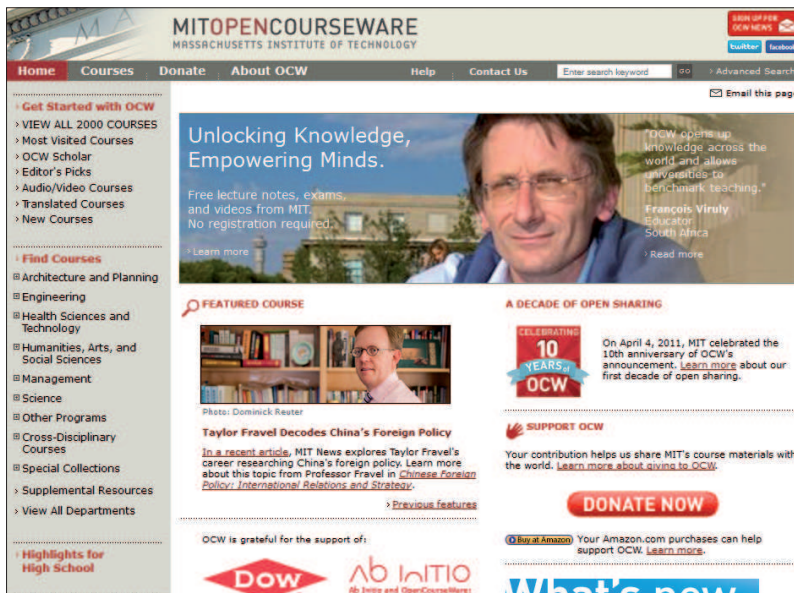 MITOPENCOURSEWARE
MASSACHUSETTS INSTITUTE OF TECHNOLOGY
SIGN UP FOR
OCW NEWS
twitter
facebook
Home
Courses
Donate
About OCW
Help
Contact Us
Enter search keyword
GO
› Advanced Search
Email this page
› Get Started with OCW
› VIEW ALL 2000 COURSES
› Most Visited Courses
› OCW Scholar
› Editor's Picks
› Audio/Video Courses
› Translated Courses
› New Courses
› Find Courses
Architecture and Planning
Engineering
Health Sciences and
Technology
Humanities, Arts, and
Social Sciences
Management
Science
Other Programs
Cross-Disciplinary
Courses
Special Collections
› Supplemental Resources
› View All Departments
› Highlights for
High School
Unlocking Knowledge,
Empowering Minds.
Free lecture notes, exams,
and videos from MIT.
No registration required.
› Learn more
"OCW opens up
knowledge across the
world and allows
universities to
benchmark teaching."
François Viruly
Educator
South Africa
› Read more
FEATURED COURSE
Photo: Dominick Reuter
Taylor Fravel Decodes China's Foreign Policy
In a recent article, MIT News explores Taylor Fravel's
career researching China's foreign policy. Learn more
about this topic from Professor Fravel in Chinese Foreign
Policy: International Relations and Strategy.
› Previous features
OCW is grateful for the support of:
DOW
Ab Initio
Ab Initio and OpenCourseWare:
A DECADE OF OPEN SHARING
CELEBRATING
10
YEARS of
OCW
On April 4, 2011, MIT celebrated the
10th anniversary of OCW's
announcement. Learn more about our
first decade of open sharing.
SUPPORT OCW
Your contribution helps us share MIT's course materials with
the world. Learn more about giving to OCW.
DONATE NOW
Buy at Amazon
Your Amazon.com purchases can help
support OCW. Learn more.
What's new